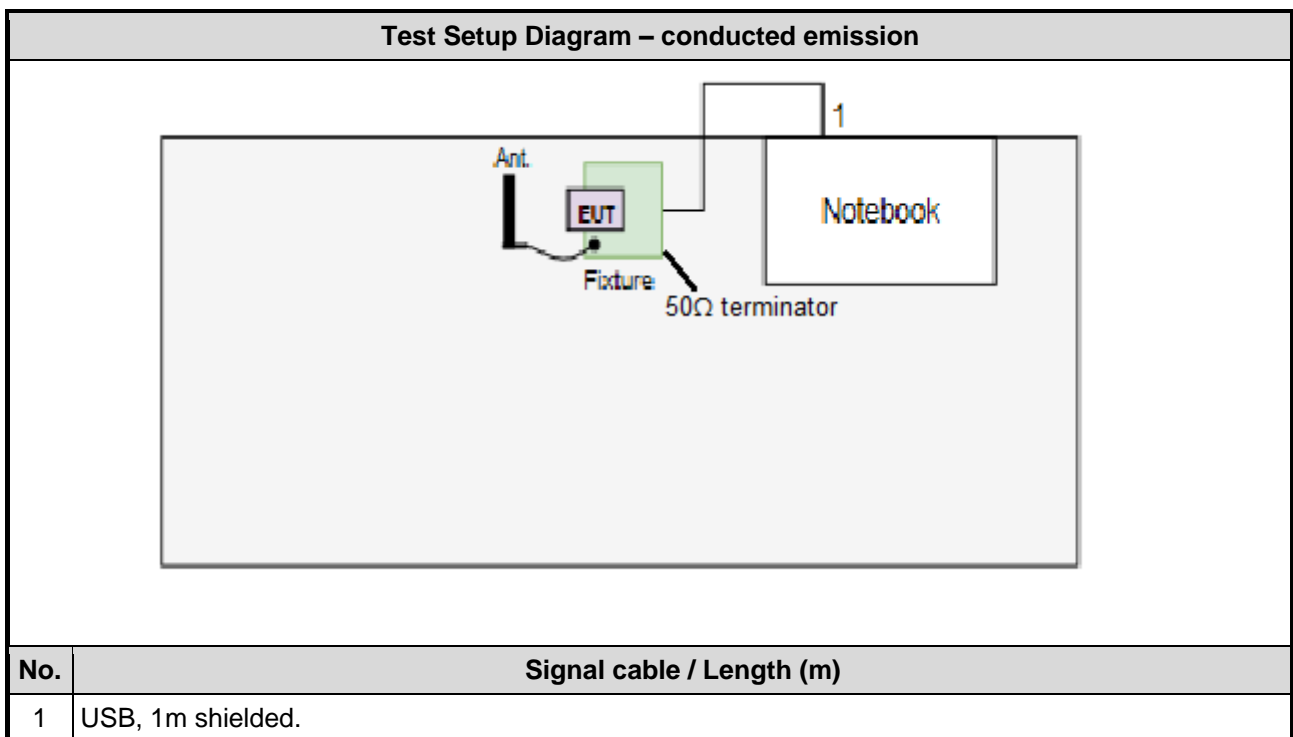 Test Setup Diagram – conducted emission
1
Ant.
EUT
Notebook
Fixture
50Ω terminator
No. Signal cable / Length (m)
1 USB, 1m shielded.